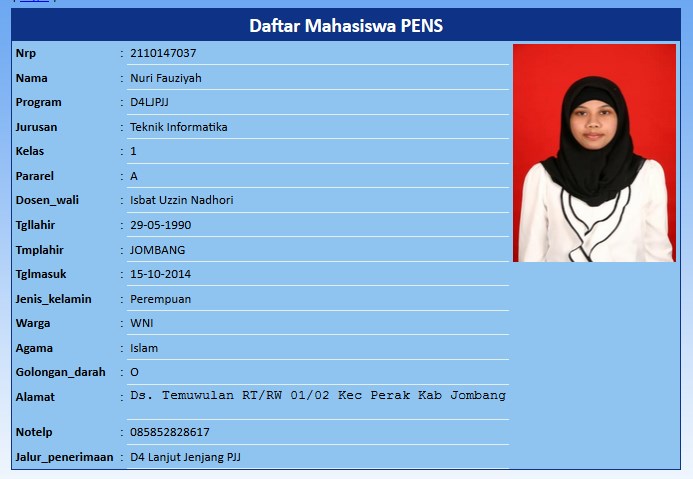 Daftar Mahasiswa PENS
Nrp : 2110147037
Nama : Nuri Fauziyah
Program : D4LJPJJ
Jurusan : Teknik Informatika
Kelas : 1
Pararel : A
Dosen_wali : Isbat Uzzin Nadhori
Tgllahir : 29-05-1990
Tmplahir : JOMBANG
Tglmasuk : 15-10-2014
Jenis_kelamin : Perempuan
Warga : WNI
Agama : Islam
Golongan_darah : O
Alamat : Ds. Temuwulan RT/RW 01/02 Kec Perak Kab Jombang
Notelp : 085852828617
Jalur_penerimaan : D4 Lanjut Jenjang PJJ